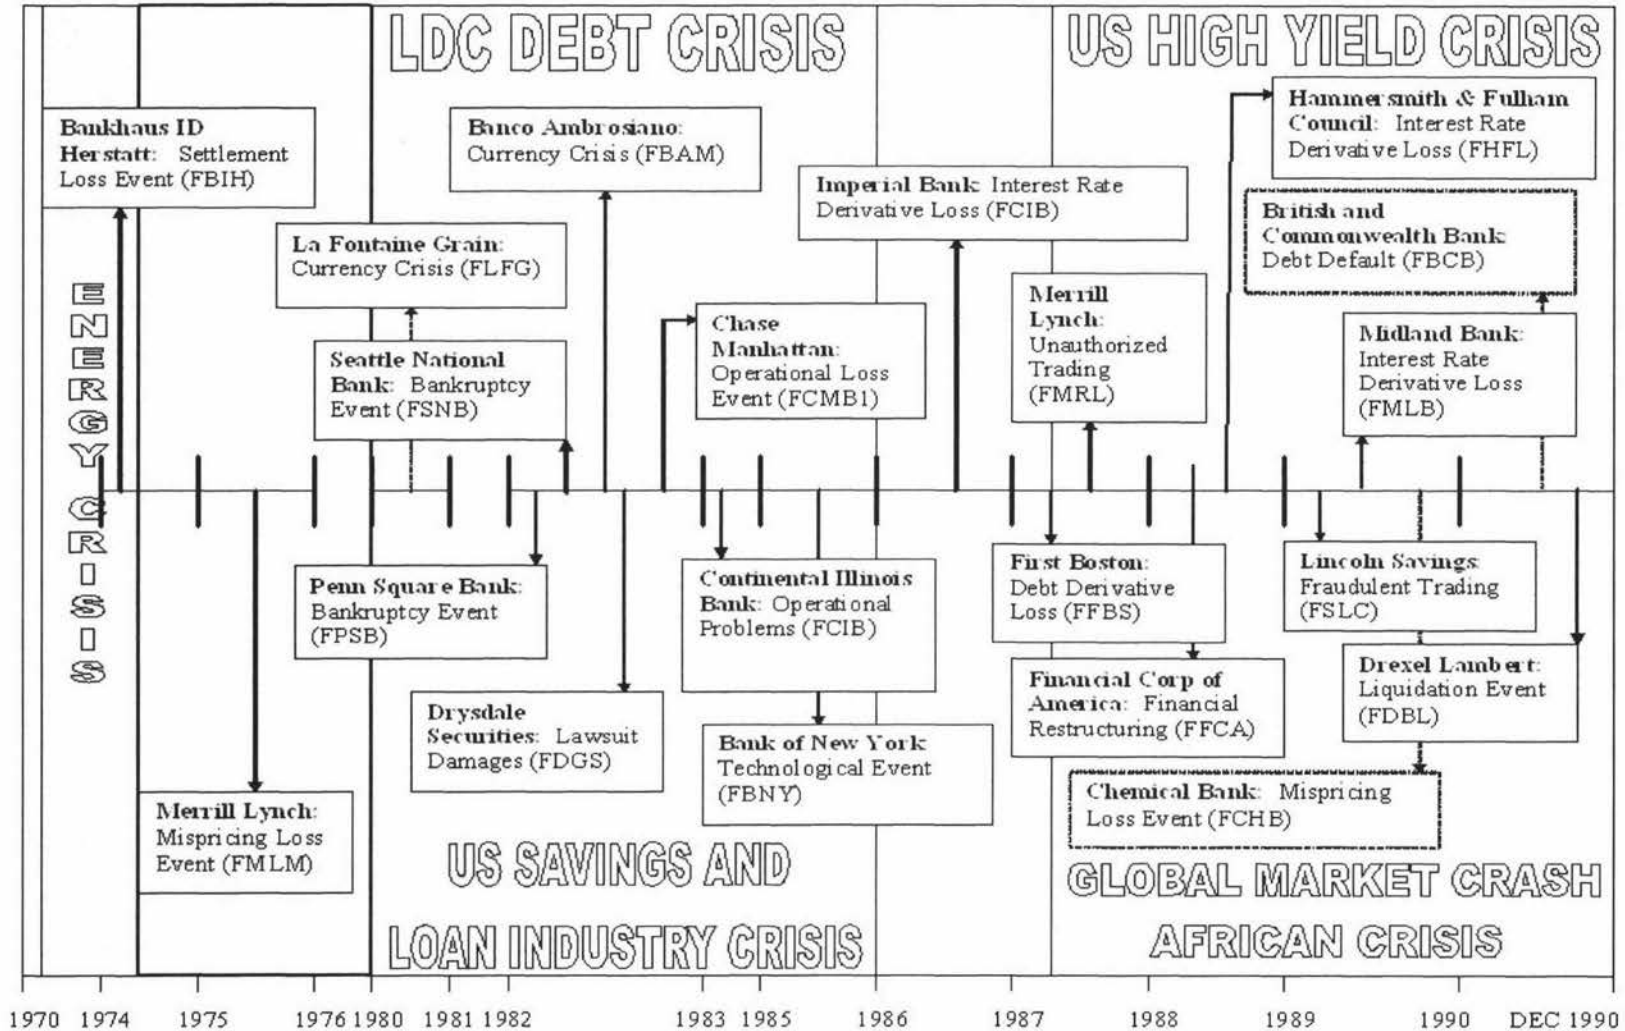 LDC DEBT CRISIS
US HIGH YIELD CRISIS
ENERGY CRISIS
Bankhaus ID
Herstatt: Settlement
Loss Event (FBIH)
Banco Ambrosiano:
Currency Crisis (FBAM)
Hammersmith & Fulham
Council: Interest Rate
Derivative Loss (FHFL)
Imperial Bank: Interest Rate
Derivative Loss (FCIB)
British and
Commonwealth Bank:
Debt Default (FBCB)
La Fontaine Grain:
Currency Crisis (FLFG)
Merrill
Lynch:
Unauthorized
Trading
(FMRL)
Chase
Manhattan:
Operational Loss
Event (FCMB1)
Midland Bank:
Interest Rate
Derivative Loss
(FMLB)
Seattle National
Bank: Bankruptcy
Event (FSNB)
Penn Square Bank:
Bankruptcy Event
(FPSB)
Continental Illinois
Bank: Operational
Problems (FCIB)
First Boston:
Debt Derivative
Loss (FFBS)
Lincoln Savings:
Fraudulent Trading
(FSLC)
Drysdale
Securities: Lawsuit
Damages (FDGS)
Bank of New York:
Technological Event
(FBNY)
Financial Corp of
America: Financial
Restructuring (FFCA)
Drexel Lambert:
Liquidation Event
(FDBL)
Merrill Lynch:
Mispricing Loss
Event (FMLM)
Chemical Bank: Mispricing
Loss Event (FCHB)
US SAVINGS AND
LOAN INDUSTRY CRISIS
GLOBAL MARKET CRASH
AFRICAN CRISIS
1970 1974 1975 1976 1980 1981 1982 1983 1985 1986 1987 1988 1989 1990 DEC 1990